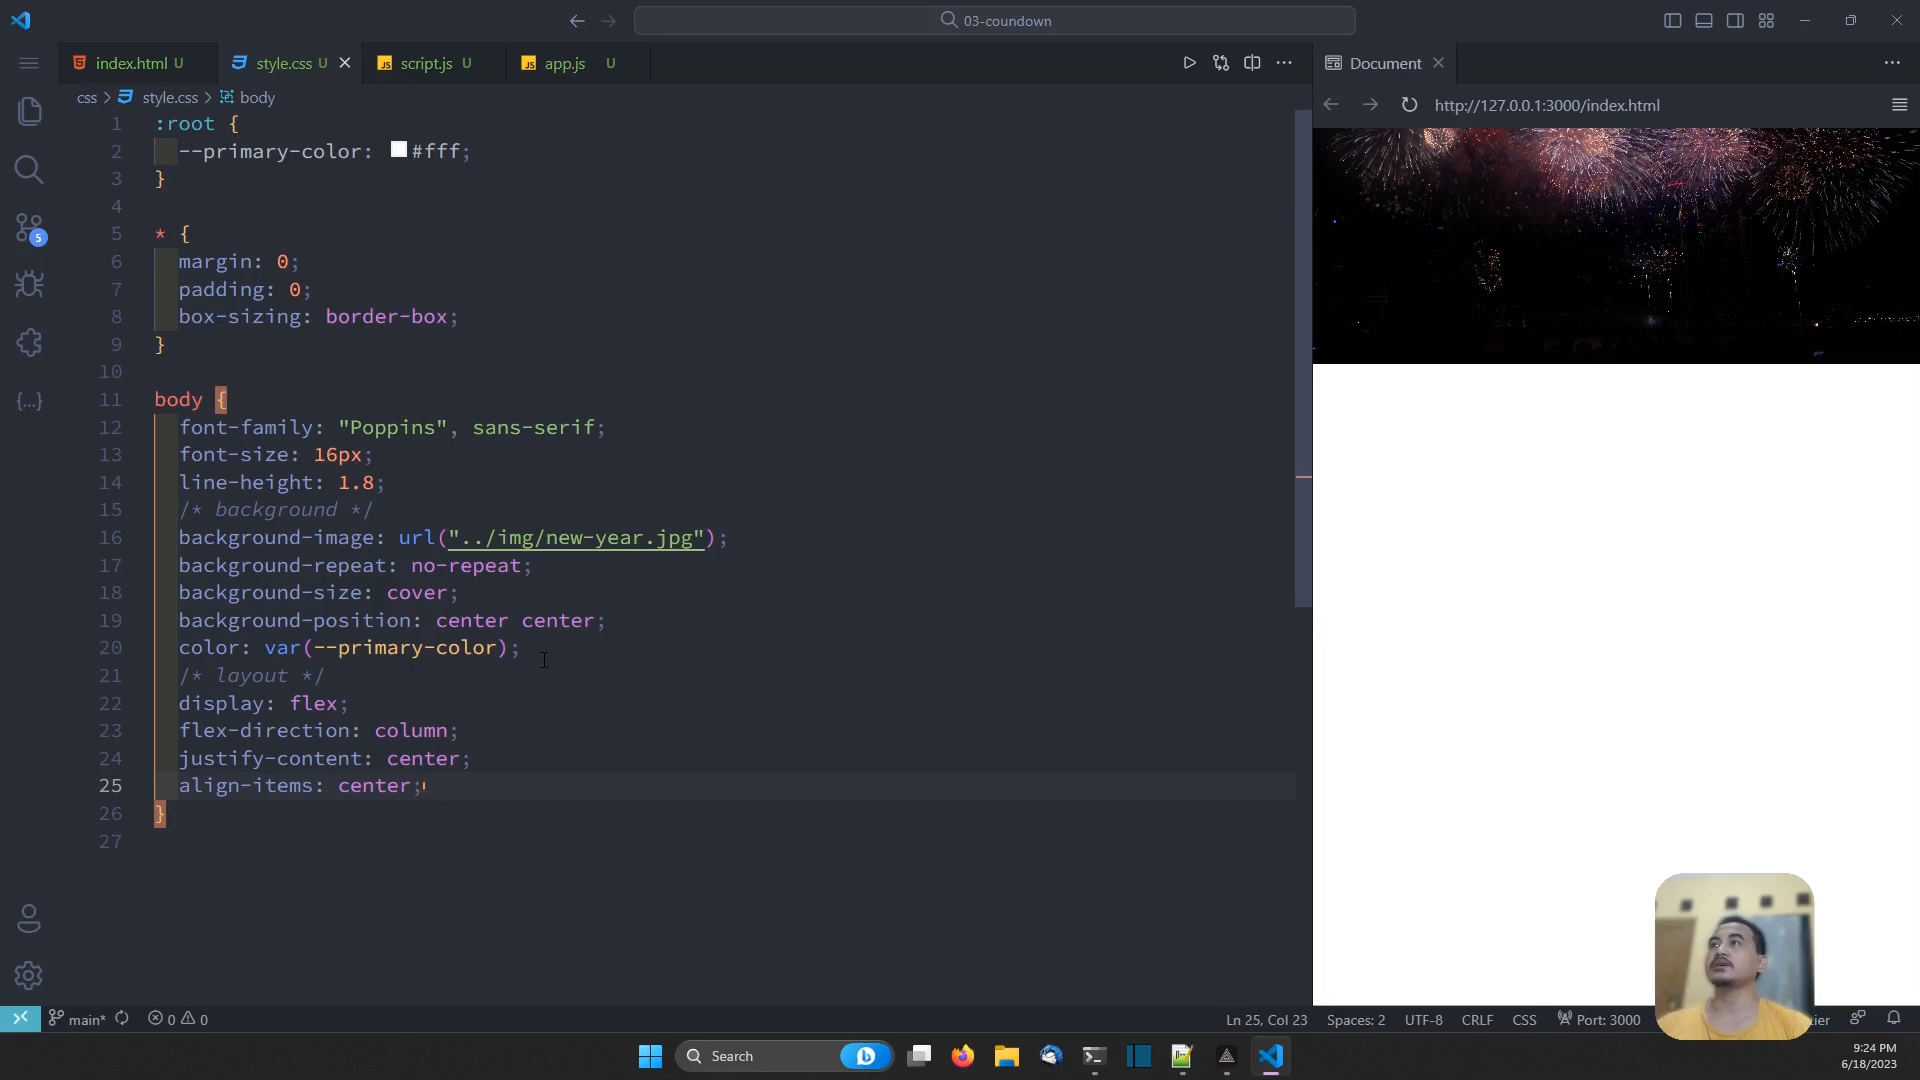 03-coundown
index.html U
style.css U
script.js U
app.js U
Document
css > style.css > body
http://127.0.0.1:3000/index.html
1 :root {
2 --primary-color: #fff;
3 }
4
5 * {
6 margin: 0;
7 padding: 0;
8 box-sizing: border-box;
9 }
10
11 body {
12 font-family: "Poppins", sans-serif;
13 font-size: 16px;
14 line-height: 1.8;
15 /* background */
16 background-image: url("../img/new-year.jpg");
17 background-repeat: no-repeat;
18 background-size: cover;
19 background-position: center center;
20 color: var(--primary-color);
21 /* layout */
22 display: flex;
23 flex-direction: column;
24 justify-content: center;
25 align-items: center;
26 }
27
5
{...}
main*
0
0
Ln 25, Col 23
Spaces: 2
UTF-8
CRLF
CSS
Port: 3000
Search
9:24 PM
6/18/2023